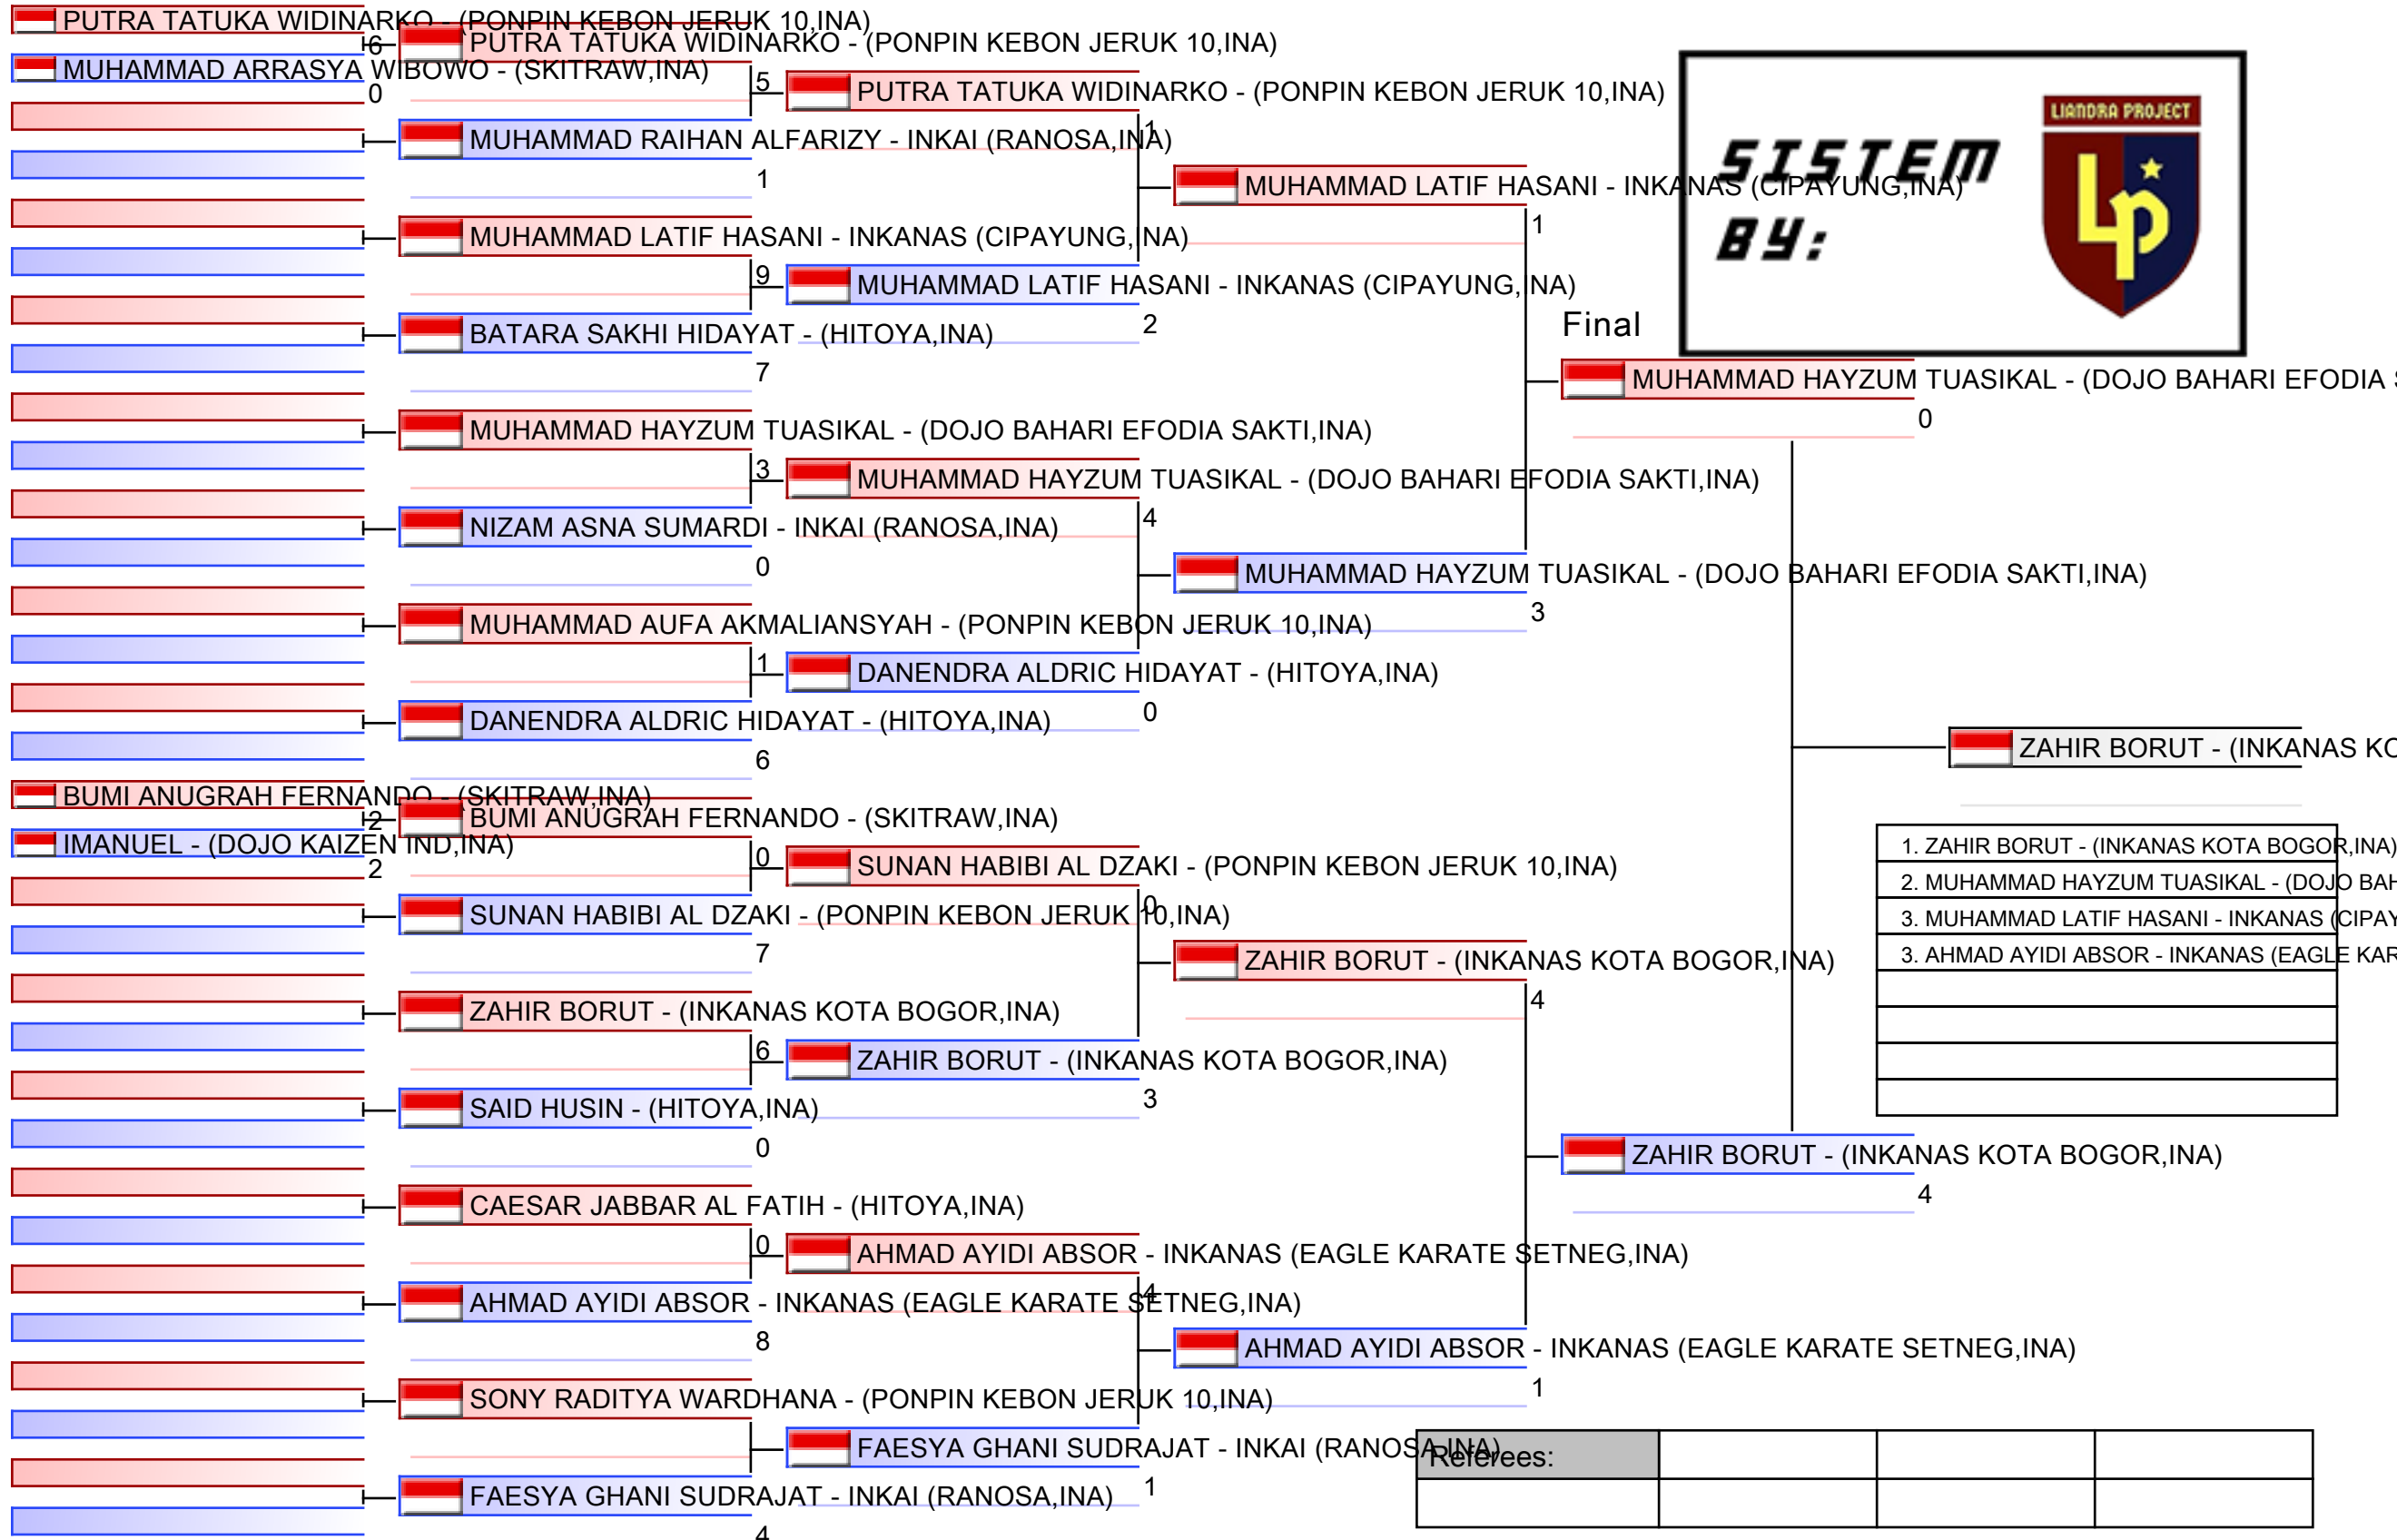 PUTRA TATUKA WIDINARKO - (PONPIN KEBON JERUK 10,INA)
6
MUHAMMAD ARRASYA WIBOWO - (SKITRAW,INA)
0
BUMI ANUGRAH FERNANDO - (SKITRAW,INA)
2
IMANUEL - (DOJO KAIZEN IND,INA)
2
PUTRA TATUKA WIDINARKO - (PONPIN KEBON JERUK 10,INA)
5
MUHAMMAD RAIHAN ALFARIZY - INKAI (RANOSA,INA)
1
MUHAMMAD LATIF HASANI - INKANAS (CIPAYUNG,INA)
9
BATARA SAKHI HIDAYAT - (HITOYA,INA)
7
MUHAMMAD HAYZUM TUASIKAL - (DOJO BAHARI EFODIA SAKTI,INA)
3
NIZAM ASNA SUMARDI - INKAI (RANOSA,INA)
0
MUHAMMAD AUFA AKMALIANSYAH - (PONPIN KEBON JERUK 10,INA)
1
DANENDRA ALDRIC HIDAYAT - (HITOYA,INA)
6
BUMI ANUGRAH FERNANDO - (SKITRAW,INA)
0
SUNAN HABIBI AL DZAKI - (PONPIN KEBON JERUK 10,INA)
7
ZAHIR BORUT - (INKANAS KOTA BOGOR,INA)
6
SAID HUSIN - (HITOYA,INA)
0
CAESAR JABBAR AL FATIH - (HITOYA,INA)
0
AHMAD AYIDI ABSOR - INKANAS (EAGLE KARATE SETNEG,INA)
8
SONY RADITYA WARDHANA - (PONPIN KEBON JERUK 10,INA)
FAESYA GHANI SUDRAJAT - INKAI (RANOSA,INA)
4
PUTRA TATUKA WIDINARKO - (PONPIN KEBON JERUK 10,INA)
1
MUHAMMAD LATIF HASANI - INKANAS (CIPAYUNG,INA)
2
MUHAMMAD HAYZUM TUASIKAL - (DOJO BAHARI EFODIA SAKTI,INA)
4
DANENDRA ALDRIC HIDAYAT - (HITOYA,INA)
0
SUNAN HABIBI AL DZAKI - (PONPIN KEBON JERUK 10,INA)
0
ZAHIR BORUT - (INKANAS KOTA BOGOR,INA)
3
AHMAD AYIDI ABSOR - INKANAS (EAGLE KARATE SETNEG,INA)
4
FAESYA GHANI SUDRAJAT - INKAI (RANOSA,INA)
1
MUHAMMAD LATIF HASANI - INKANAS (CIPAYUNG,INA)
1
MUHAMMAD HAYZUM TUASIKAL - (DOJO BAHARI EFODIA SAKTI,INA)
3
ZAHIR BORUT - (INKANAS KOTA BOGOR,INA)
4
AHMAD AYIDI ABSOR - INKANAS (EAGLE KARATE SETNEG,INA)
1
SISTEM
BY:
LIANDRA PROJECT
LP
Final
MUHAMMAD HAYZUM TUASIKAL - (DOJO BAHARI EFODIA
0
ZAHIR BORUT - (INKANAS KOTA BOGOR,INA)
4
ZAHIR BORUT - (INKANAS KO
1. ZAHIR BORUT - (INKANAS KOTA BOGOR,INA)
2. MUHAMMAD HAYZUM TUASIKAL - (DOJO BAH
3. MUHAMMAD LATIF HASANI - INKANAS (CIPAY
3. AHMAD AYIDI ABSOR - INKANAS (EAGLE KAR
Referees: